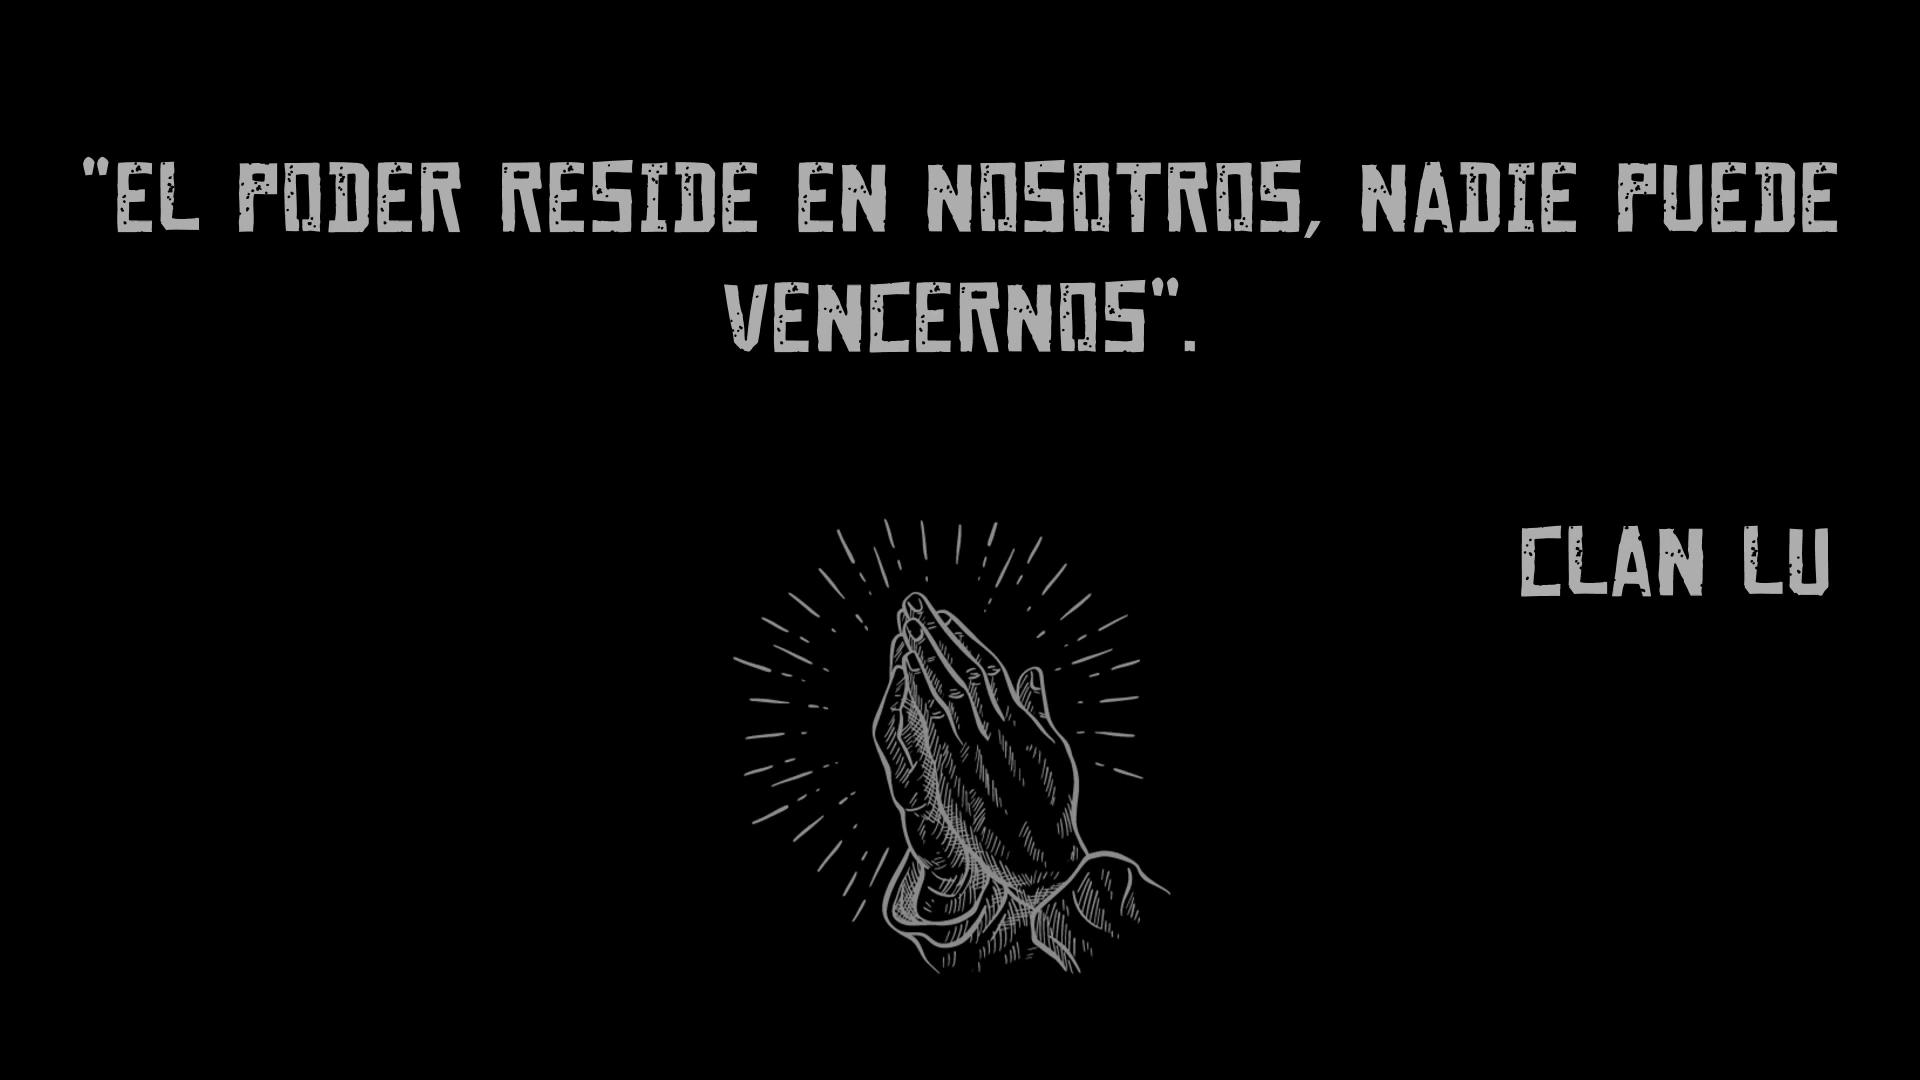 "EL PODER RESIDE EN NOSOTROS, NADIE PUEDE
VENCERNOS".
CLAN LU